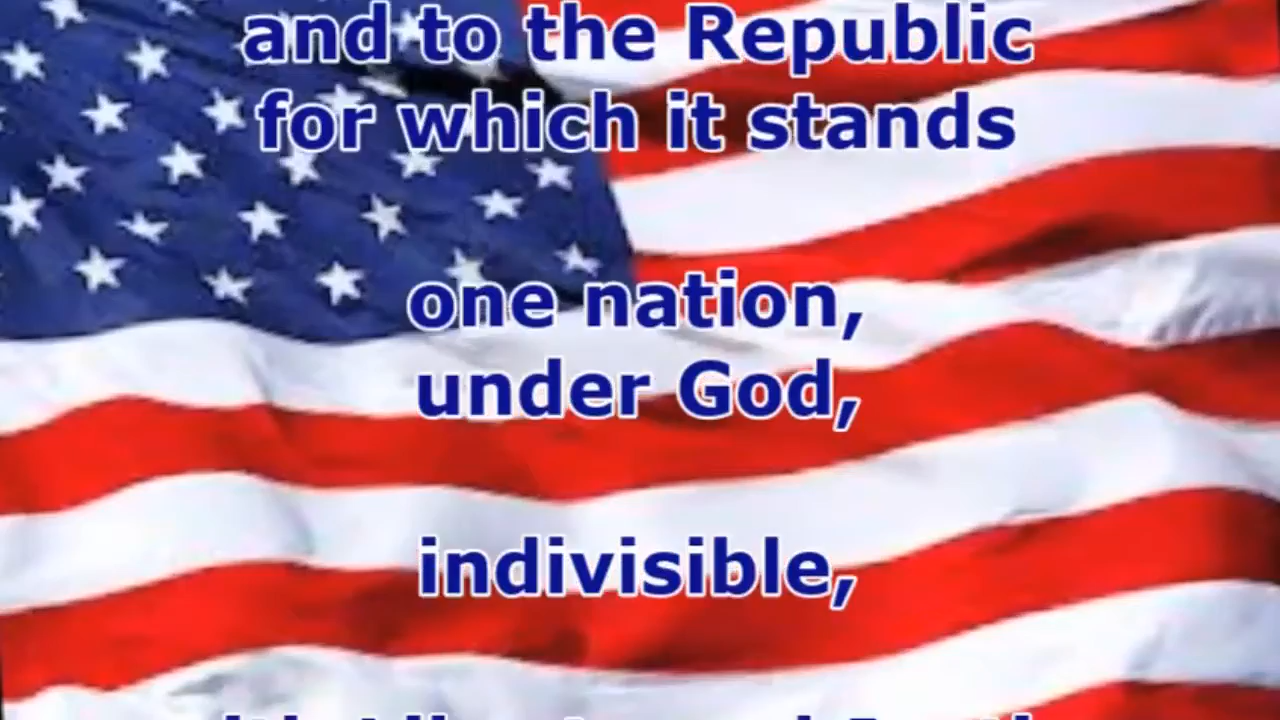 and to the Republic
for which it stands
one nation,
under God,
indivisible,